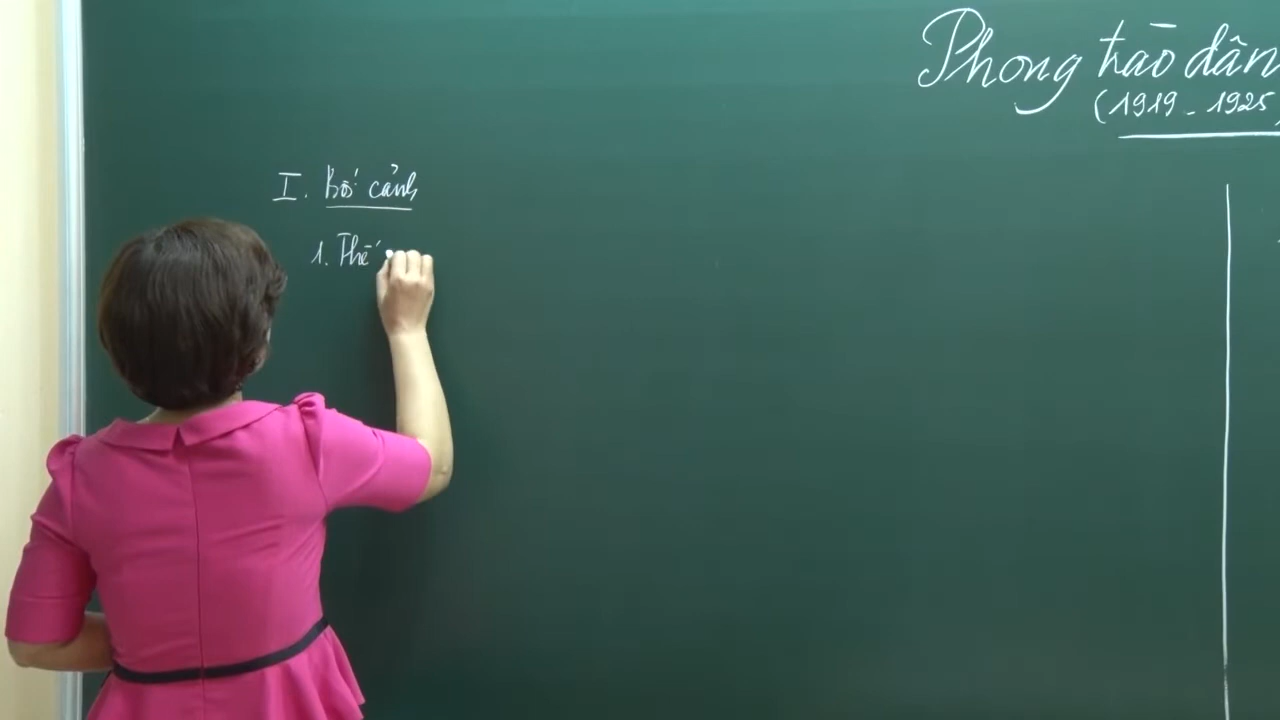 Phong trào dân
(1919 - 1925)
I. Bối cảnh
1. Thế